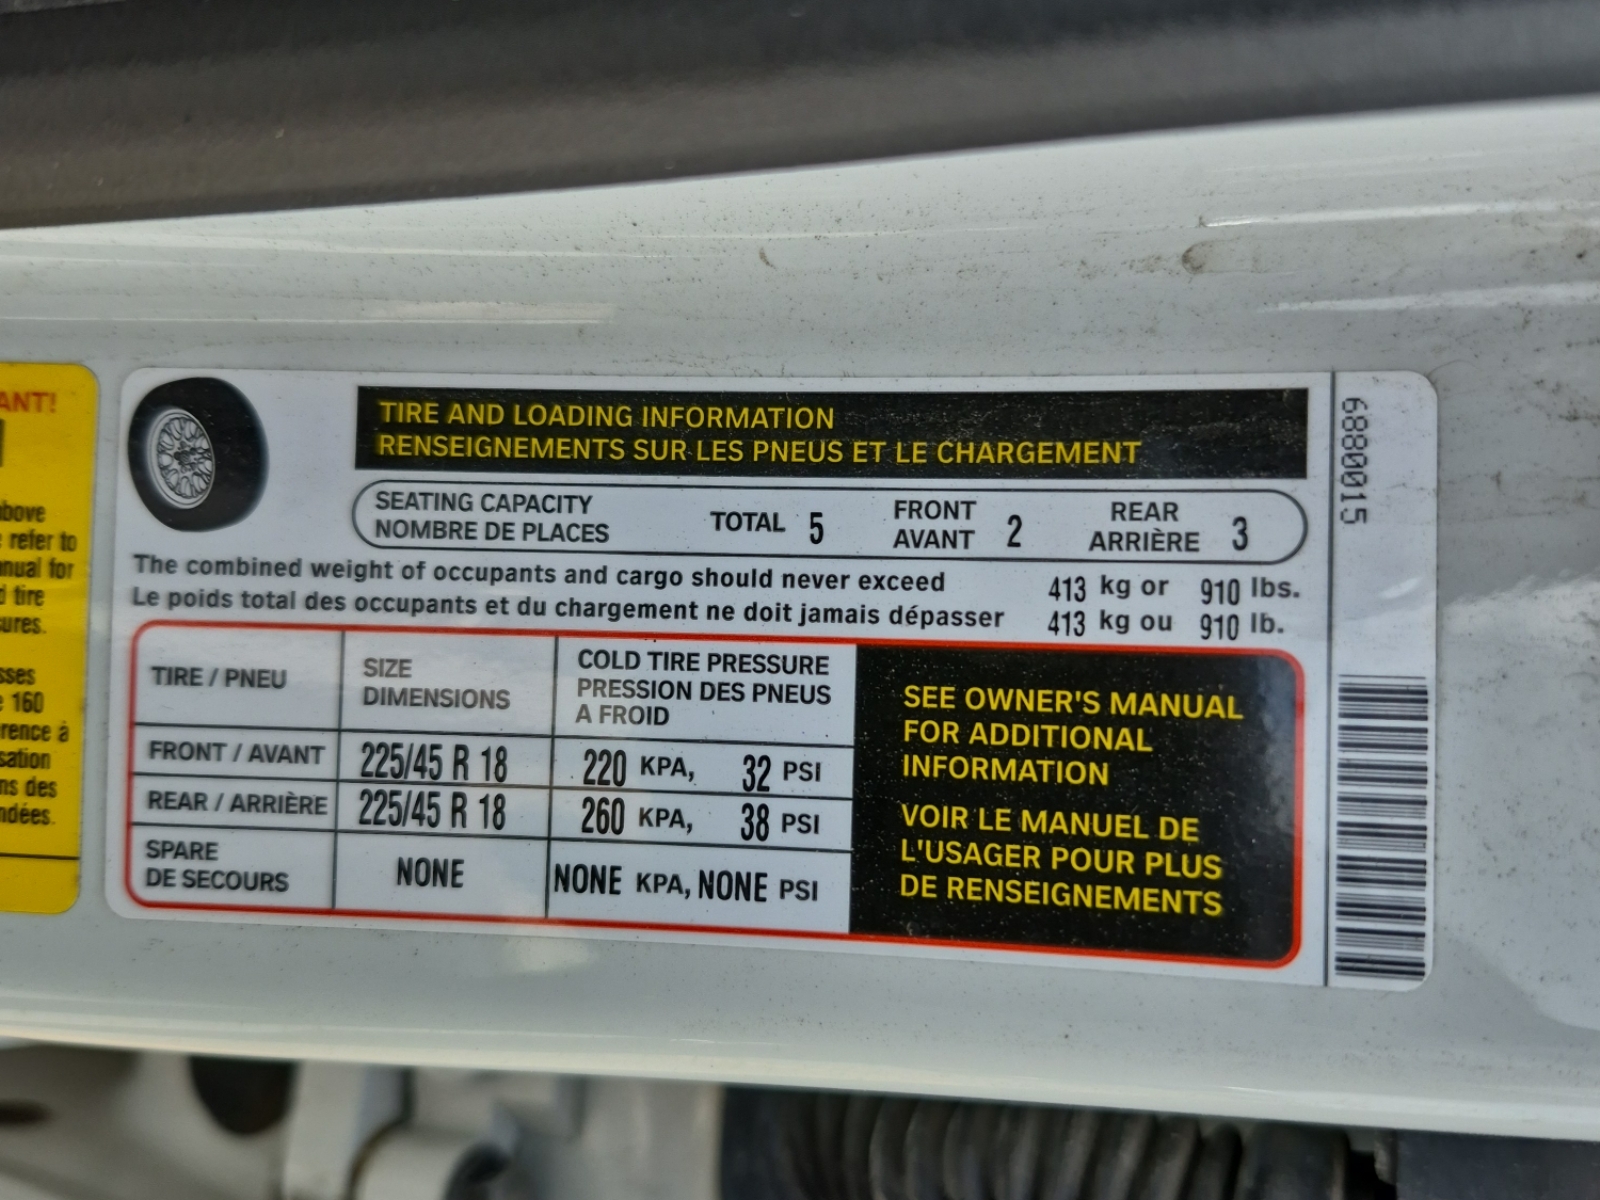 ANT!
above
refer to
nual for
d tire
sures.
sses
160
rence à
sation
ns des
ndées.
TIRE AND LOADING INFORMATION
RENSEIGNEMENTS SUR LES PNEUS ET LE CHARGEMENT
SEATING CAPACITY
NOMBRE DE PLACES
TOTAL 5
FRONT
AVANT 2
REAR
ARRIÈRE 3
The combined weight of occupants and cargo should never exceed 413 kg or 910 lbs.
Le poids total des occupants et du chargement ne doit jamais dépasser 413 kg ou 910 lb.
TIRE / PNEU
SIZE
DIMENSIONS
COLD TIRE PRESSURE
PRESSION DES PNEUS
A FROID
FRONT / AVANT 225/45 R 18 220 KPA, 32 PSI
REAR / ARRIÈRE 225/45 R 18 260 KPA, 38 PSI
SPARE
DE SECOURS
NONE NONE KPA, NONE PSI
SEE OWNER'S MANUAL
FOR ADDITIONAL
INFORMATION
VOIR LE MANUEL DE
L'USAGER POUR PLUS
DE RENSEIGNEMENTS
6880015